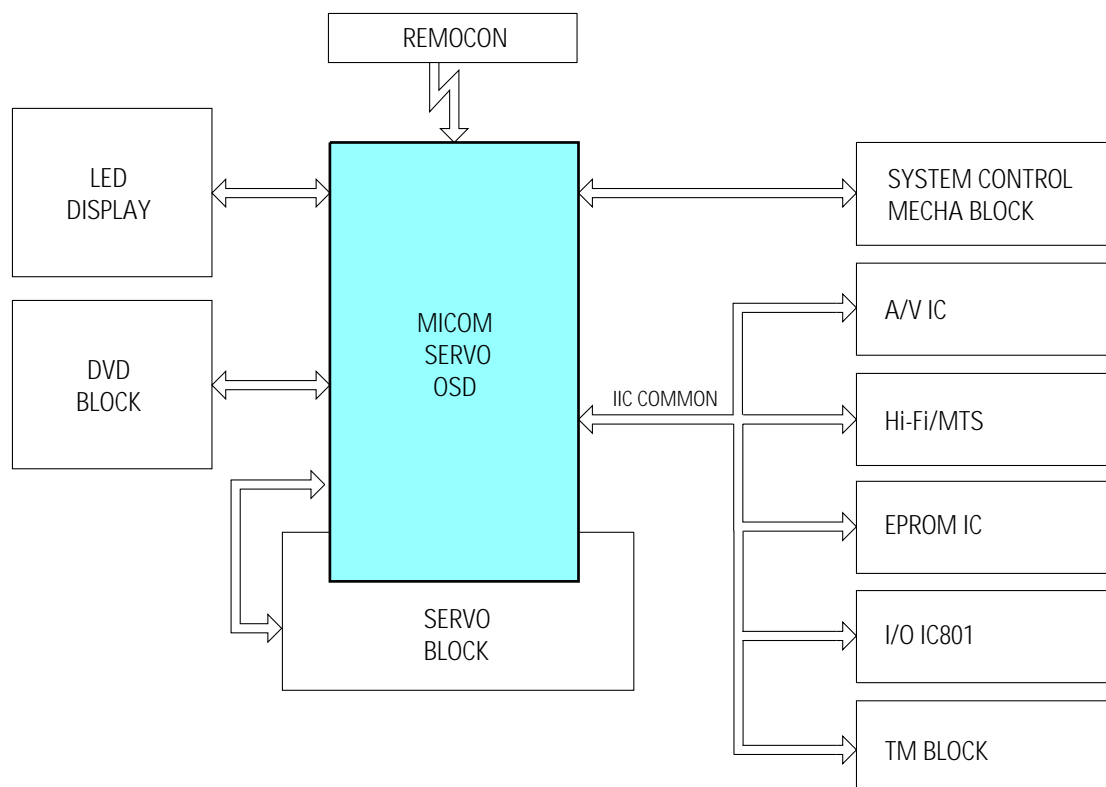 REMOCON
LED
DISPLAY
SYSTEM CONTROL
MECHA BLOCK
A/V IC
MICOM
SERVO
OSD
DVD
BLOCK
IIC COMMON
Hi-Fi/MTS
EPROM IC
SERVO
BLOCK
I/O IC801
TM BLOCK